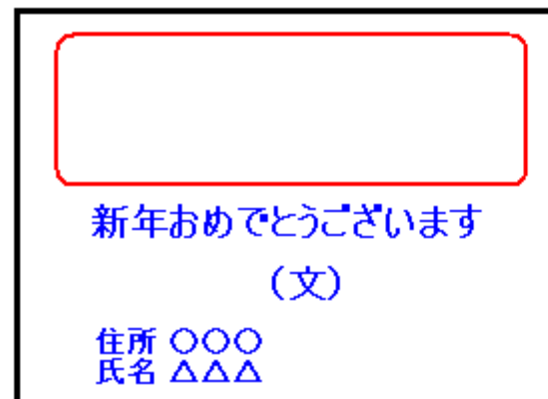 新年おめでとうございます
（文）
住所 ○○○
氏名 △△△